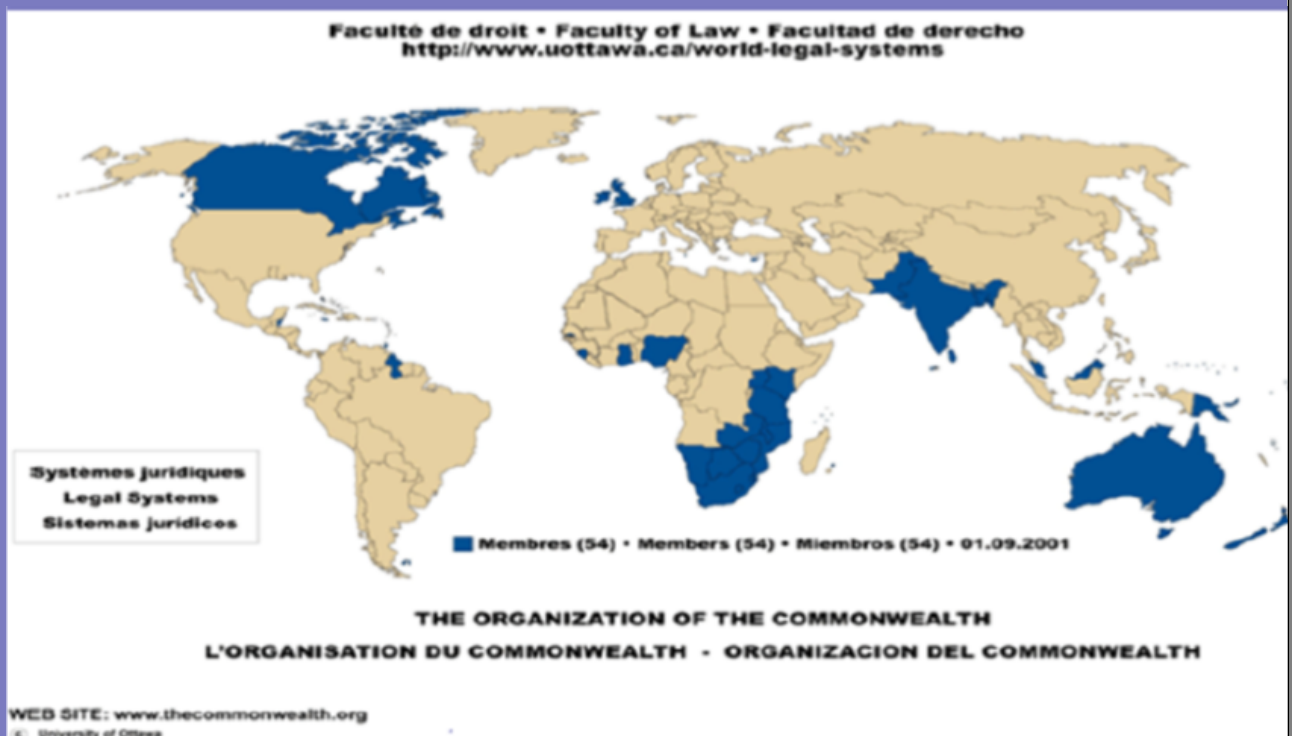 Faculté de droit • Faculty of Law • Facultad de derecho
http://www.uottawa.ca/world-legal-systems
Systèmes juridiques
Legal Systems
Sistemas jurídicos
Membres (54) • Members (54) • Miembros (54) • 01.09.2001
THE ORGANIZATION OF THE COMMONWEALTH
L'ORGANISATION DU COMMONWEALTH - ORGANIZACION DEL COMMONWEALTH
WEB SITE: www.thecommonwealth.org
© University of Ottawa